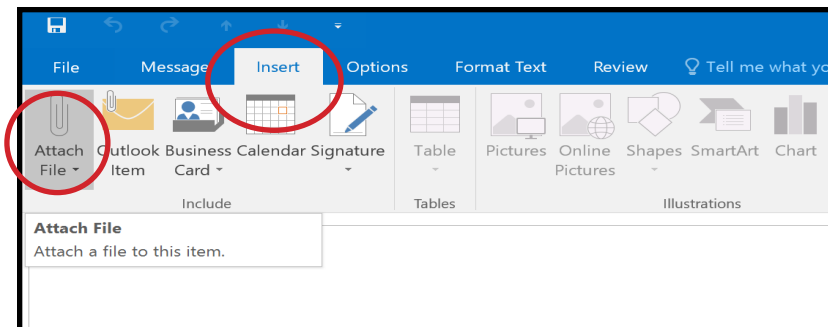 File Message Insert Options Format Text Review Tell me what yo
Attach Outlook Business Calendar Signature Table Pictures Online Shapes SmartArt Chart
File Item Card Pictures
Include Tables Illustrations
Attach File
Attach a file to this item.